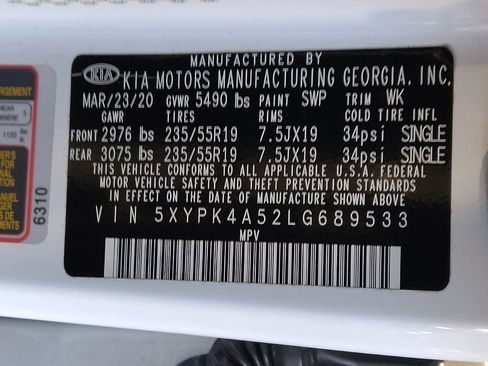 MANUFACTURED BY
KIA KIA MOTORS MANUFACTURING GEORGIA, INC.
MAR/23/20 GVWR 5490 lbs PAINT SWP TRIM WK
GAWR TIRES RIMS COLD TIRE INFL
FRONT 2976 lbs 235/55R19 7.5JX19 34psi SINGLE
REAR 3075 lbs 235/55R19 7.5JX19 34psi SINGLE
THIS VEHICLE CONFORMS TO ALL APPLICABLE U.S.A. FEDERAL
MOTOR VEHICLE SAFETY AND THEFT PREVENTION STANDARDS
IN EFFECT ON THE DATE OF MANUFACTURE SHOWN ABOVE.
VIN 5XYPK4A52LG689533
MPV
6310
REAR
3